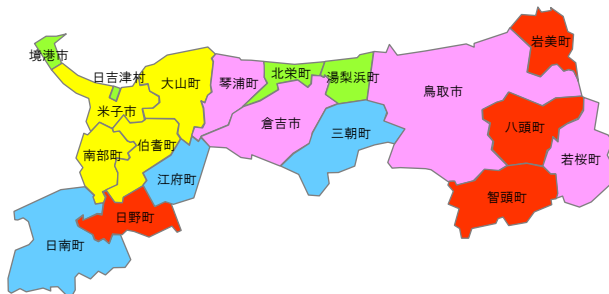 境港市
日吉津村
米子市
大山町
南部町
伯耆町
江府町
日野町
日南町
琴浦町
北栄町
湯梨浜町
倉吉市
三朝町
鳥取市
岩美町
八頭町
若桜町
智頭町